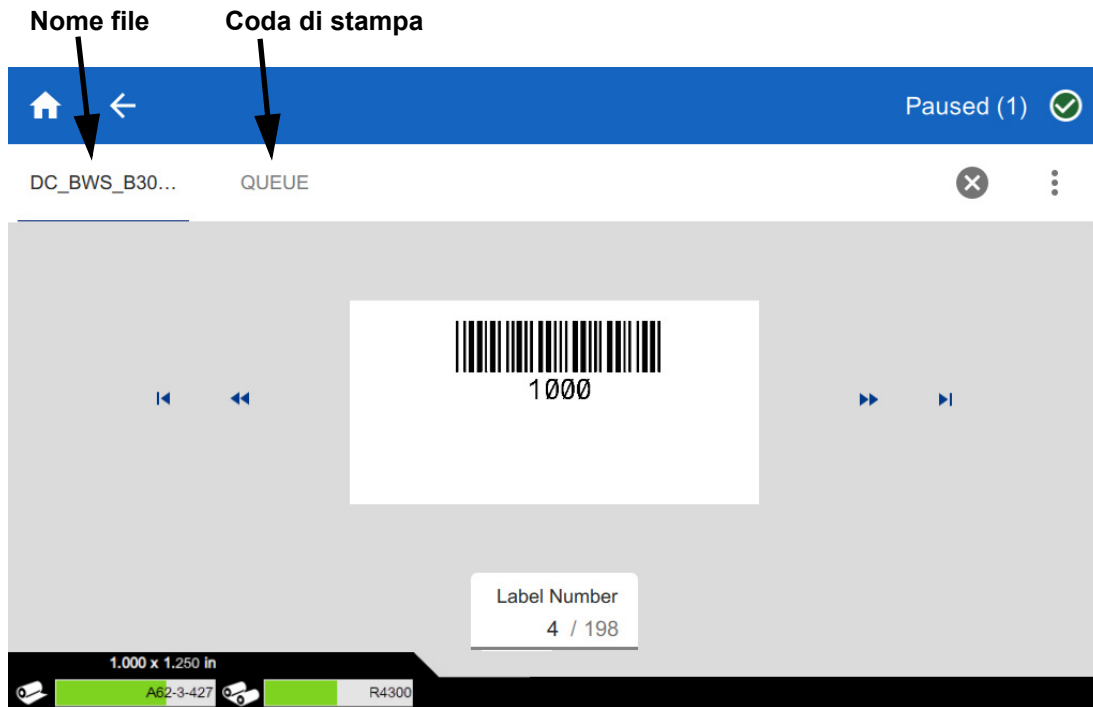 Nome file Coda di stampa
Paused (1)
DC_BWS_B30... QUEUE
1000
Label Number
4 / 198
1.000 x 1.250 in
A62-3-427 R4300